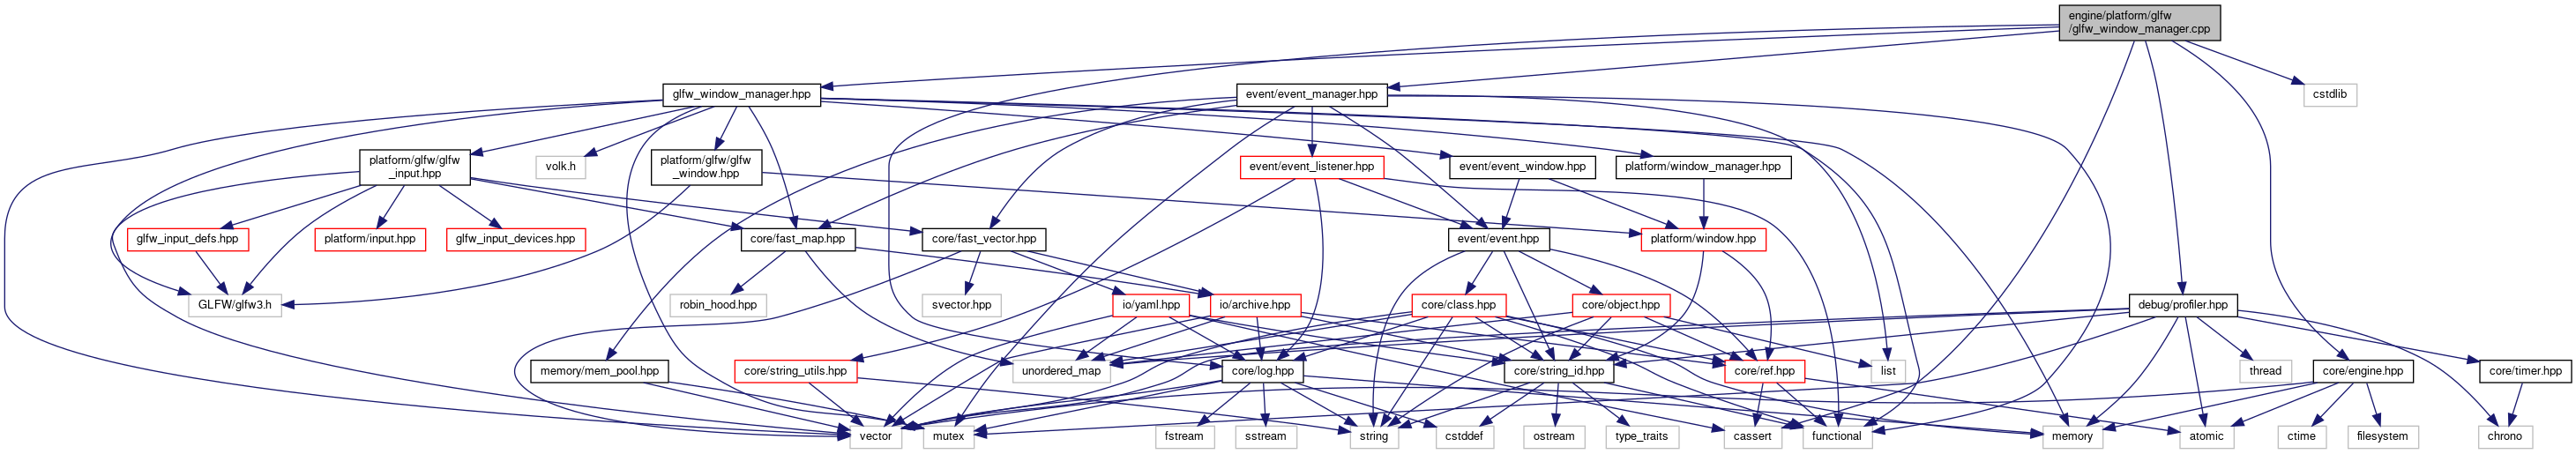 engine/platform/glfw
/glfw_window_manager.cpp
glfw_window_manager.hpp
event/event_manager.hpp
cstdlib
platform/glfw/glfw
_input.hpp
volk.h
platform/glfw/glfw
_window.hpp
event/event_listener.hpp
event/event_window.hpp
platform/window_manager.hpp
glfw_input_defs.hpp
platform/input.hpp
glfw_input_devices.hpp
core/fast_map.hpp
core/fast_vector.hpp
event/event.hpp
platform/window.hpp
GLFW/glfw3.h
robin_hood.hpp
svector.hpp
io/yaml.hpp
io/archive.hpp
core/class.hpp
core/object.hpp
debug/profiler.hpp
memory/mem_pool.hpp
core/string_utils.hpp
unordered_map
core/log.hpp
core/string_id.hpp
core/ref.hpp
list
thread
core/engine.hpp
core/timer.hpp
vector
mutex
fstream
sstream
string
cstddef
ostream
type_traits
cassert
functional
memory
atomic
ctime
filesystem
chrono